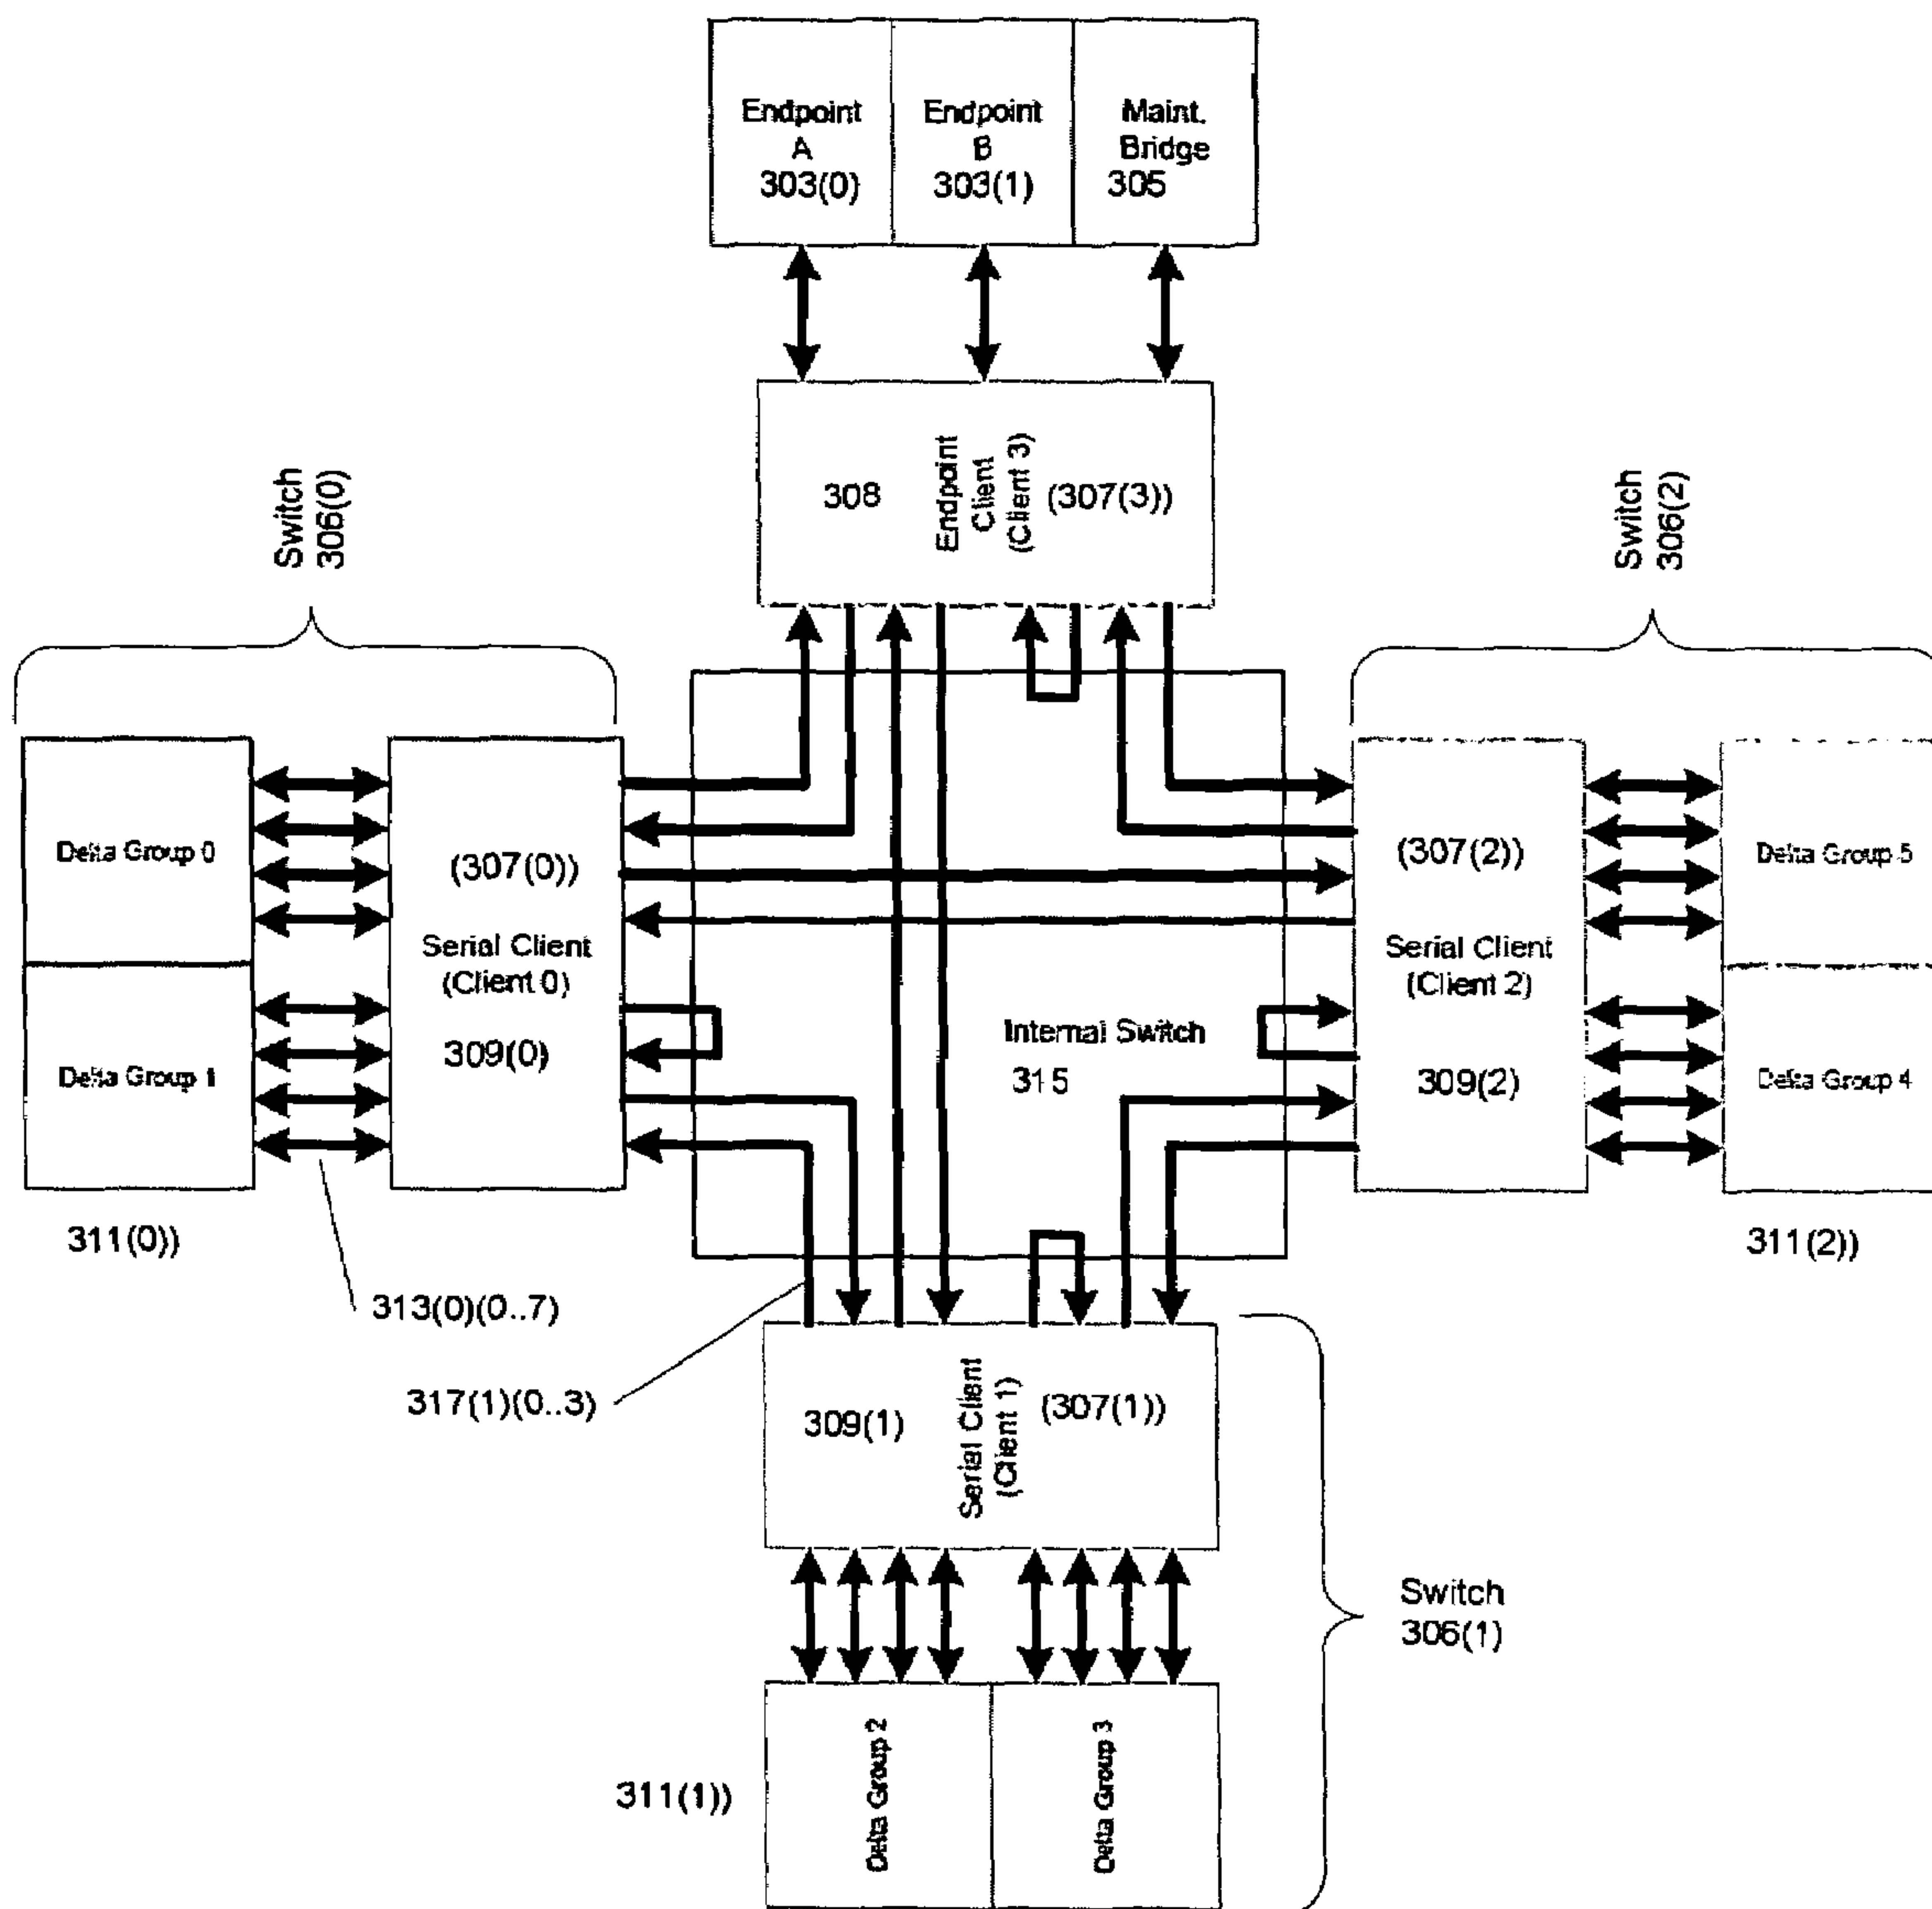 Endpoint
A
303(0)
Endpoint
B
303(1)
Maint.
Bridge
305
308
Endpoint
Client
(Client 3)
(307(3))
Switch
306(0)
Switch
306(2)
Delta Group 0
Delta Group 1
(307(0))
Serial Client
(Client 0)
309(0)
Internal Switch
315
(307(2))
Serial Client
(Client 2)
309(2)
Delta Group 5
Delta Group 4
311(0))
311(2))
313(0)(0..7)
317(1)(0..3)
309(1)
Serial Client
(Client 1)
(307(1))
Switch
306(1)
311(1))
Delta Group 2
Delta Group 3